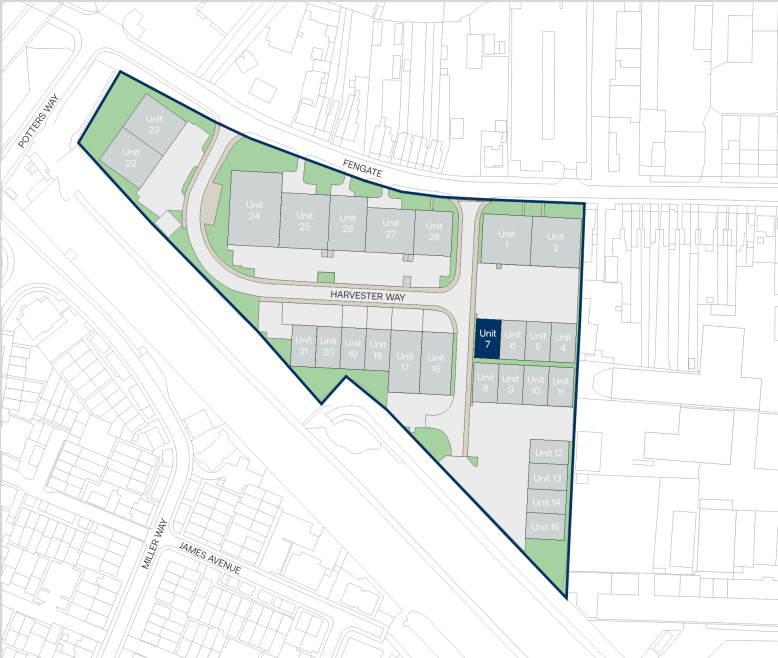 POTTERS WAY
Unit
23
Unit
22
FENGATE
Unit
24
Unit
25
Unit
26
Unit
27
Unit
28
Unit
1
Unit
2
HARVESTER WAY
Unit
21
Unit
20
Unit
19
Unit
18
Unit
17
Unit
16
Unit
7
Unit
6
Unit
5
Unit
4
Unit
8
Unit
9
Unit
10
Unit
11
Unit 12
Unit 13
Unit 14
Unit 15
MILLER WAY
JAMES AVENUE